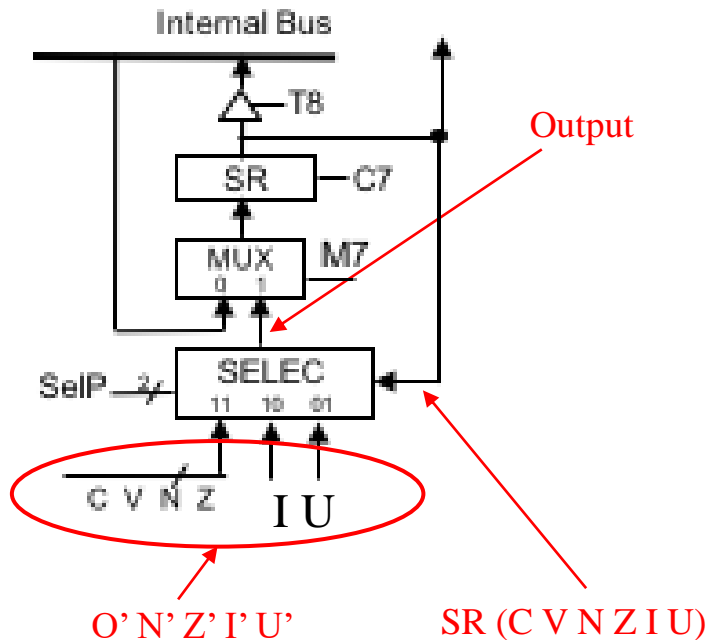 Internal Bus
T8
Output
SR
C7
MUX
M7
0 1
SELEC
SelP
2
11 10 01
C V N Z
I U
O’ N’ Z’ I’ U’
SR (C V N Z I U)